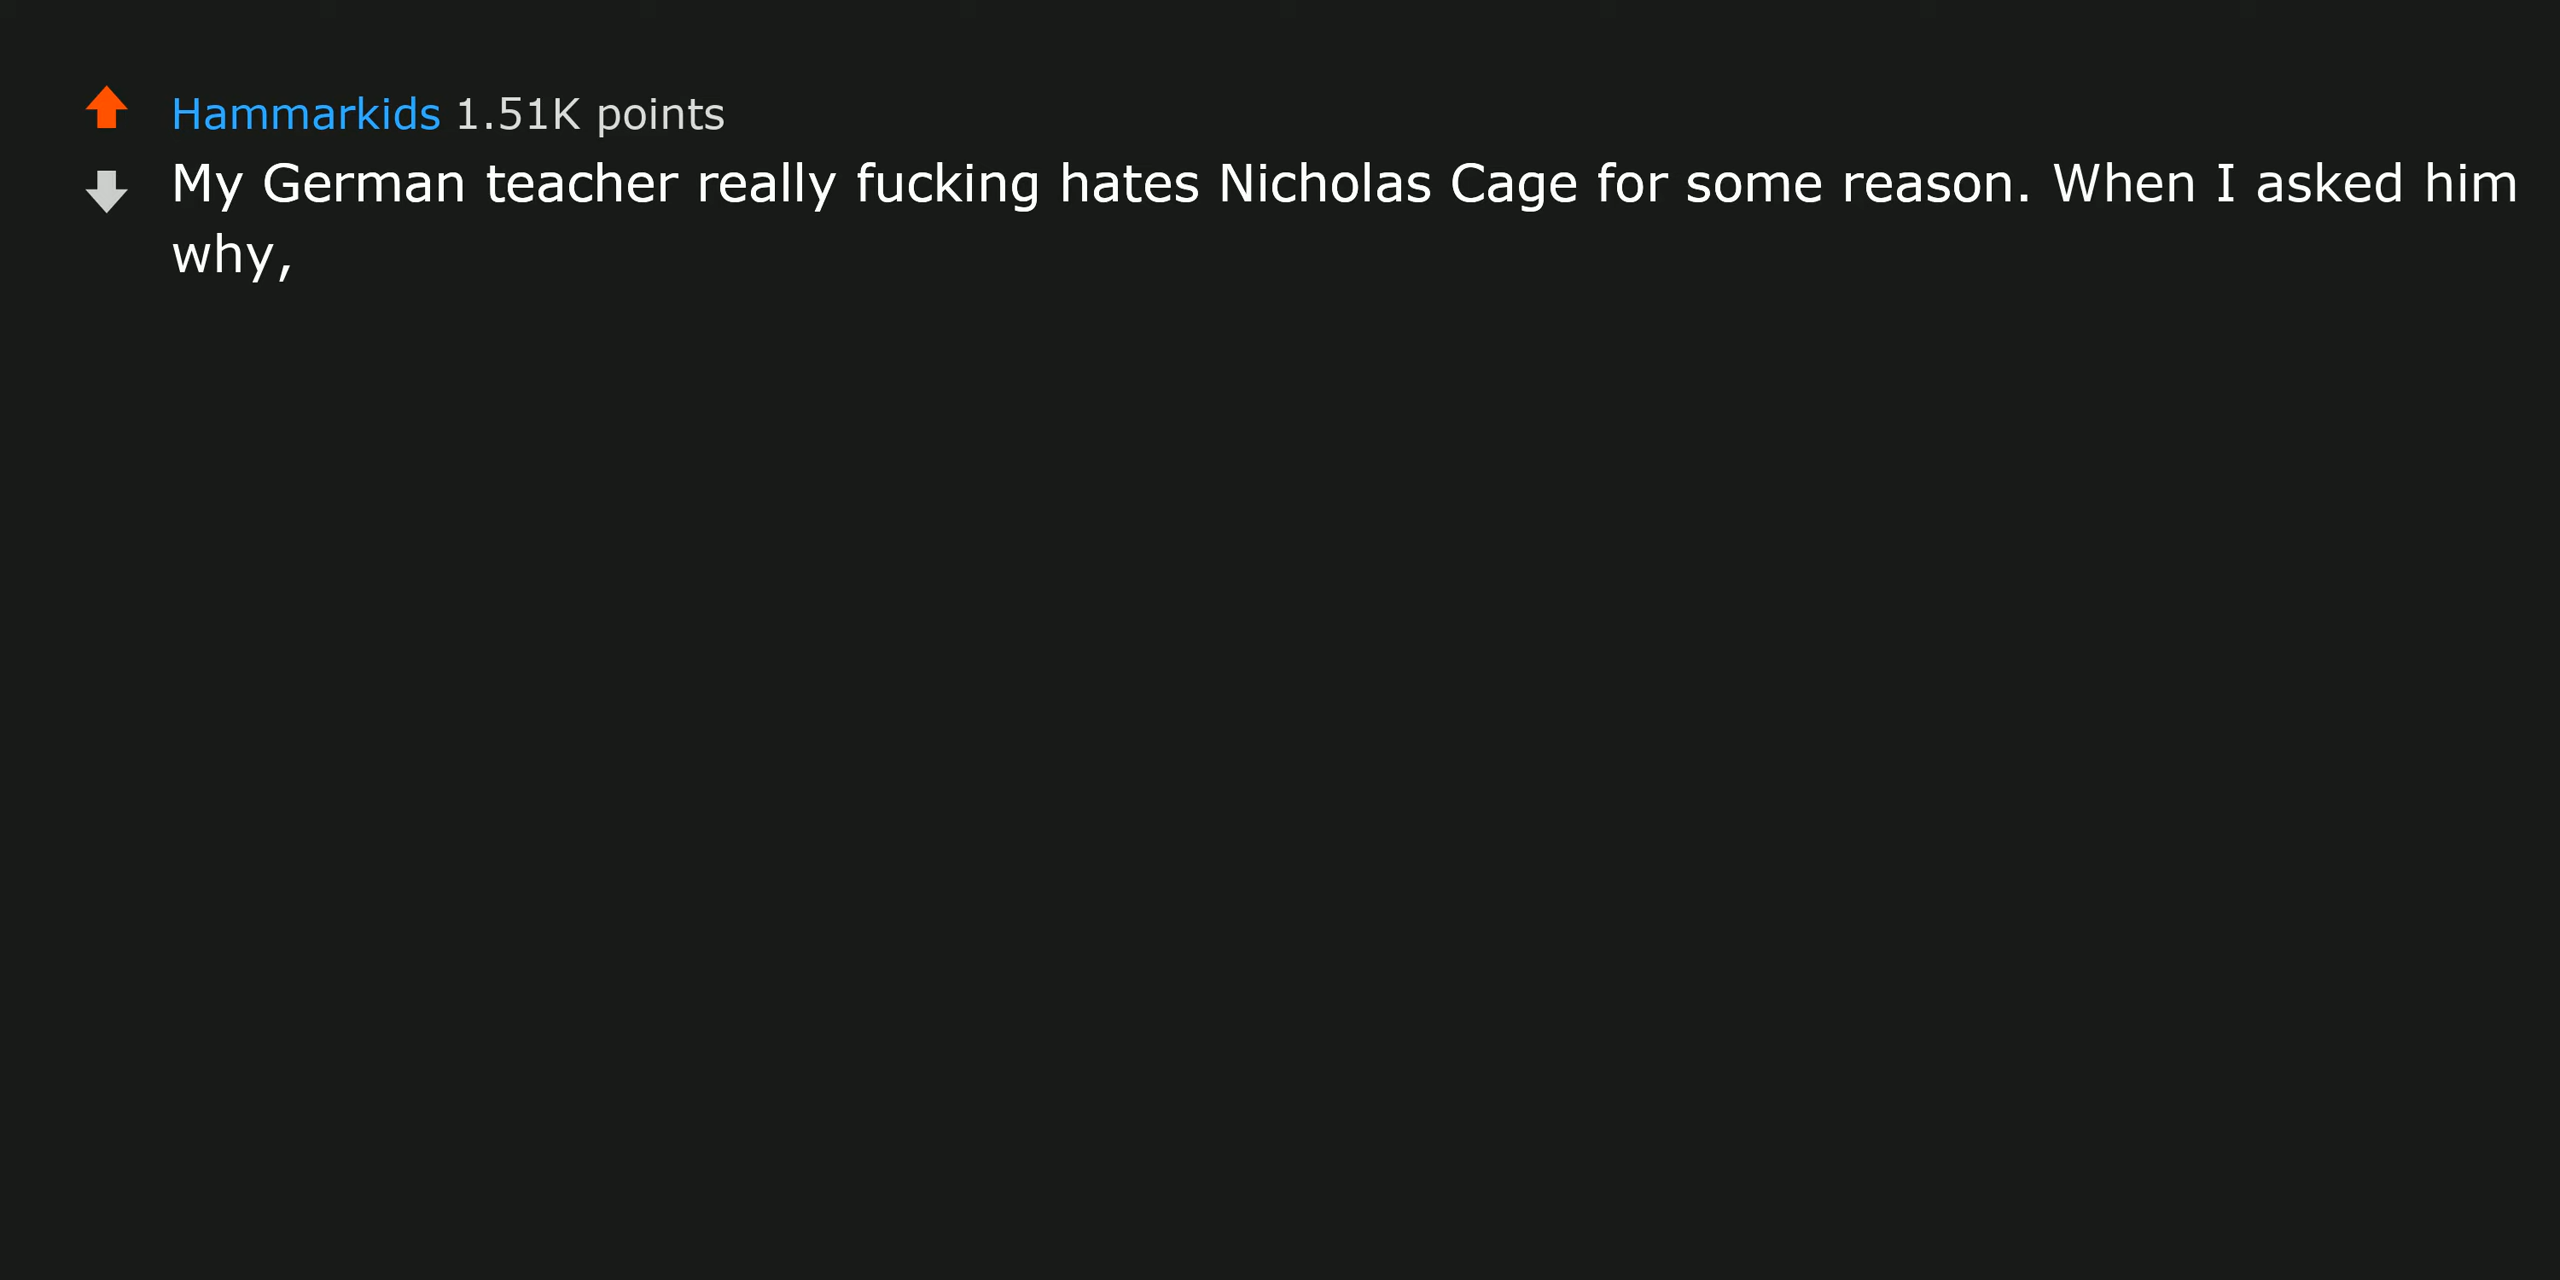 Hammarkids 1.51K points
My German teacher really fucking hates Nicholas Cage for some reason. When I asked him
why,